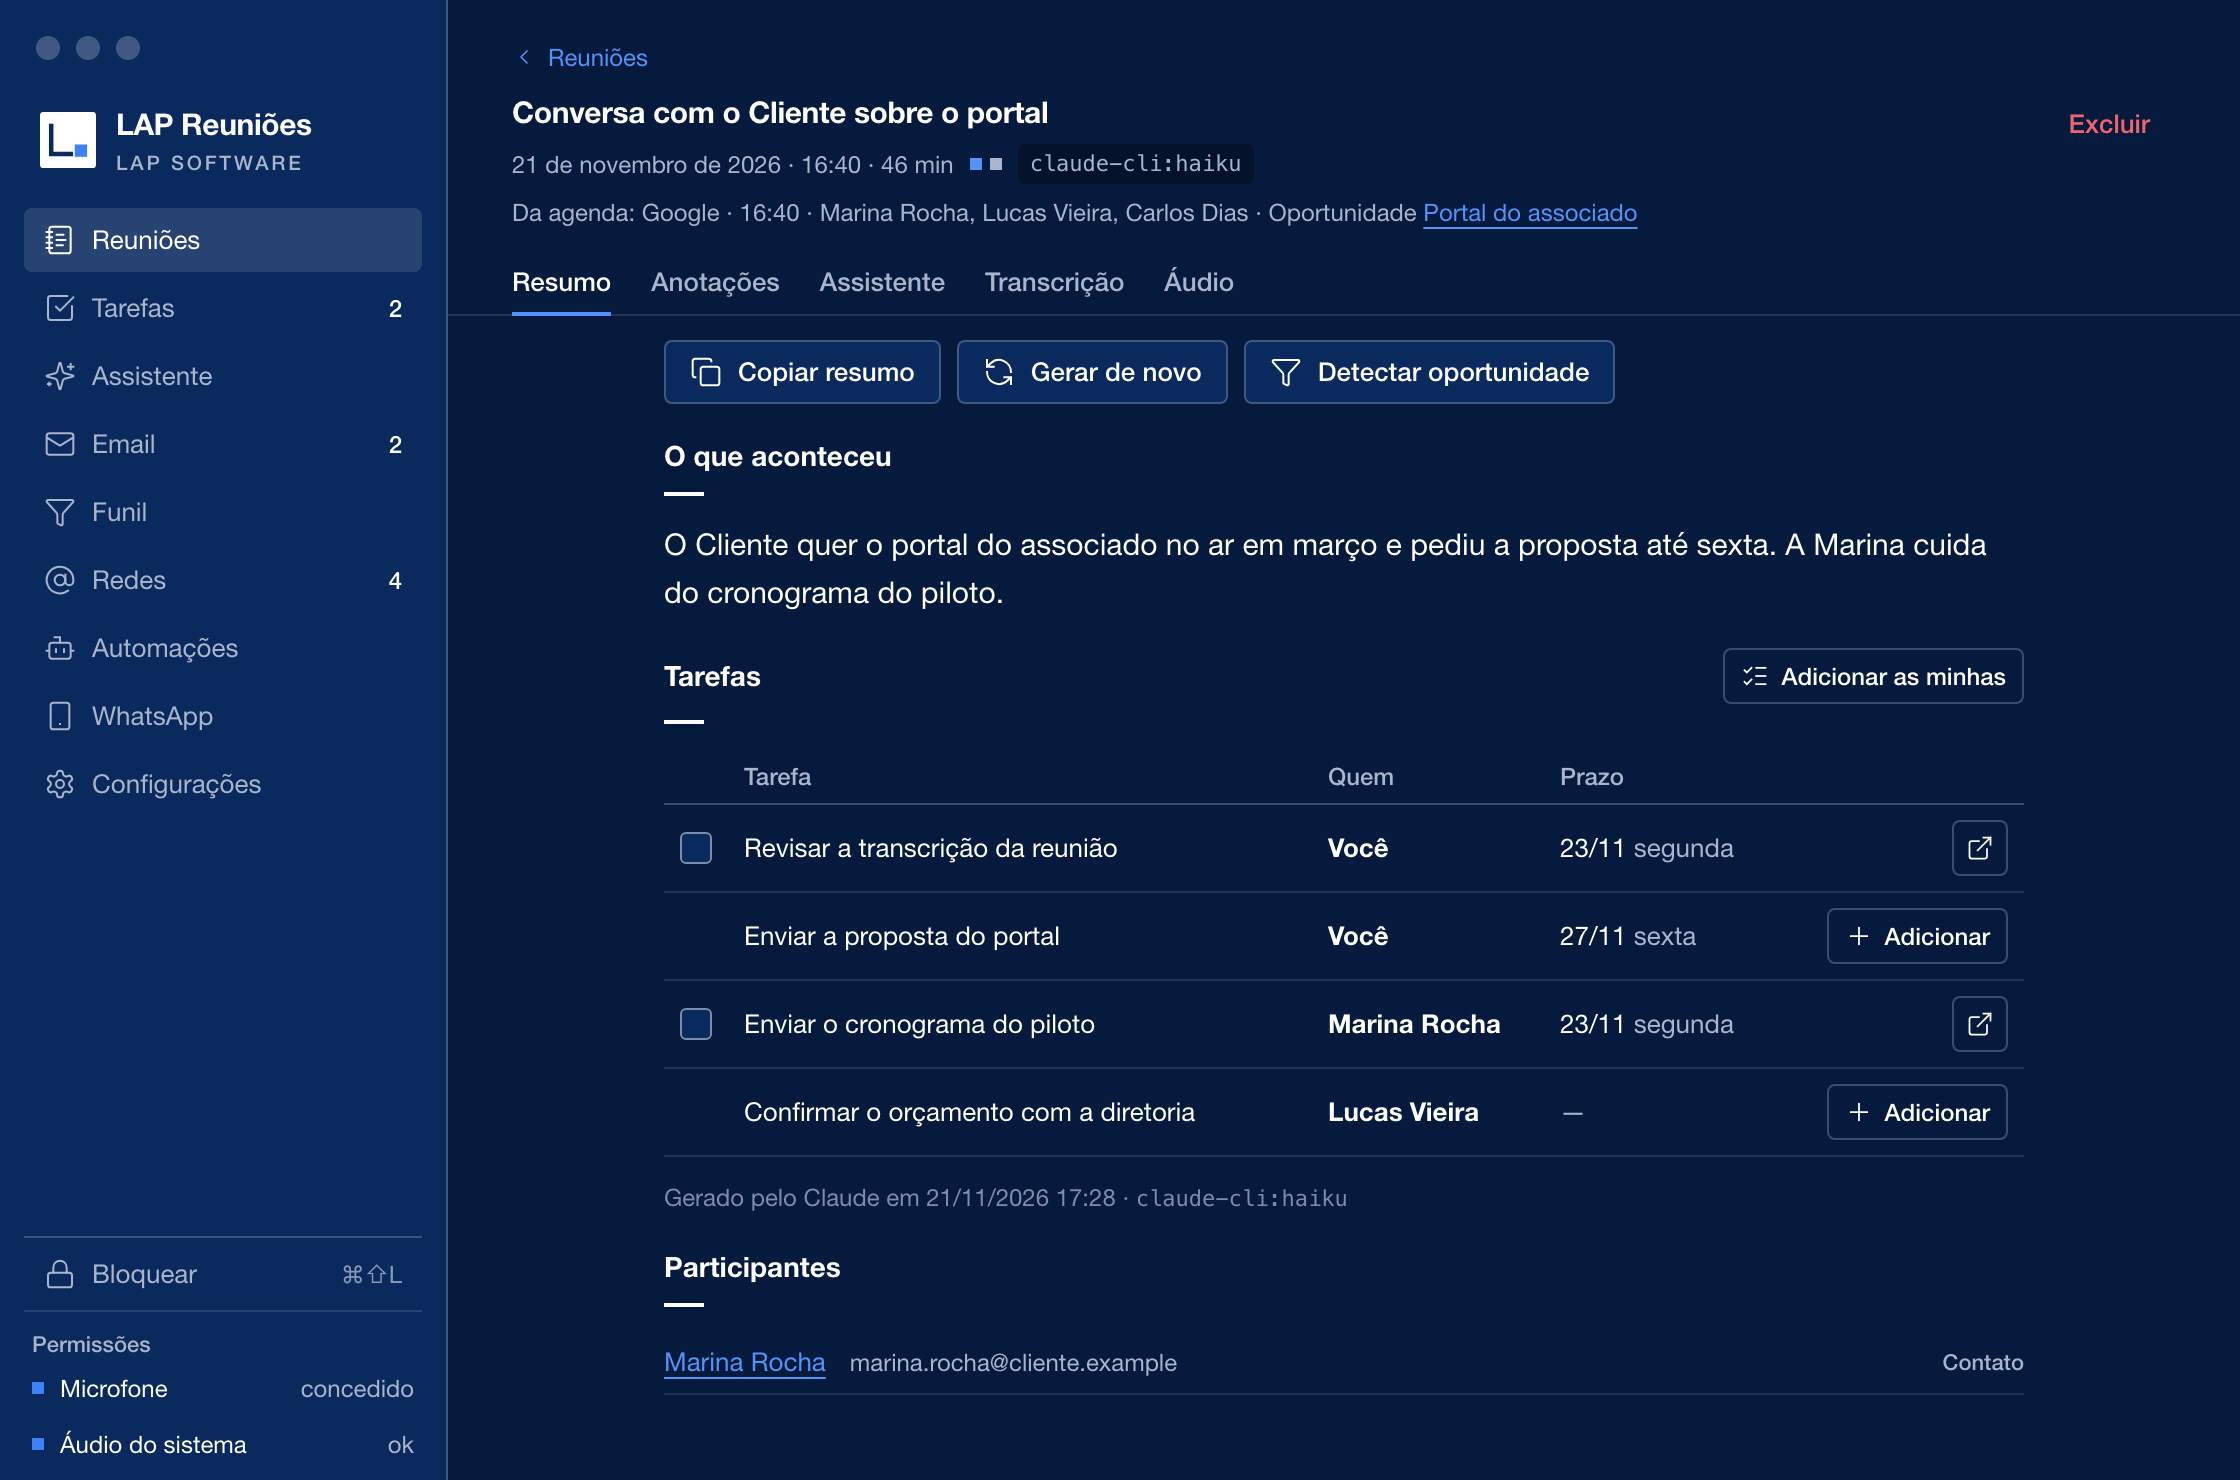 LAP Reuniões
LAP SOFTWARE
Reuniões
Tarefas 2
Assistente
Email 2
Funil
Redes 4
Automações
WhatsApp
Configurações
Bloquear ⌘⇧L
Permissões
Microfone concedido
Áudio do sistema ok
Reuniões
Conversa com o Cliente sobre o portal
Excluir
21 de novembro de 2026 · 16:40 · 46 min claude-cli:haiku
Da agenda: Google · 16:40 · Marina Rocha, Lucas Vieira, Carlos Dias · Oportunidade Portal do associado
Resumo Anotações Assistente Transcrição Áudio
Copiar resumo Gerar de novo Detectar oportunidade
O que aconteceu
O Cliente quer o portal do associado no ar em março e pediu a proposta até sexta. A Marina cuida
do cronograma do piloto.
Tarefas Adicionar as minhas
Tarefa Quem Prazo
Revisar a transcrição da reunião Você 23/11 segunda
Enviar a proposta do portal Você 27/11 sexta + Adicionar
Enviar o cronograma do piloto Marina Rocha 23/11 segunda
Confirmar o orçamento com a diretoria Lucas Vieira — + Adicionar
Gerado pelo Claude em 21/11/2026 17:28 · claude-cli:haiku
Participantes
Marina Rocha marina.rocha@cliente.example Contato